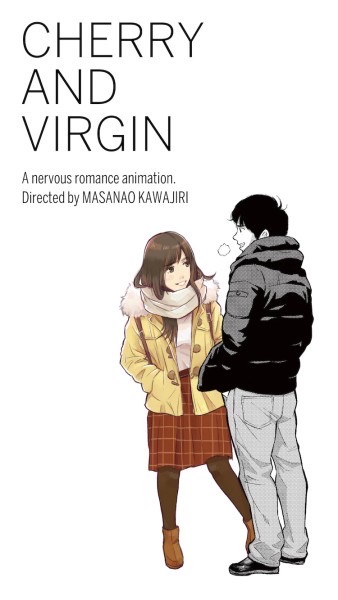 CHERRY
AND
VIRGIN
A nervous romance animation.
Directed by MASANAO KAWAJIRI